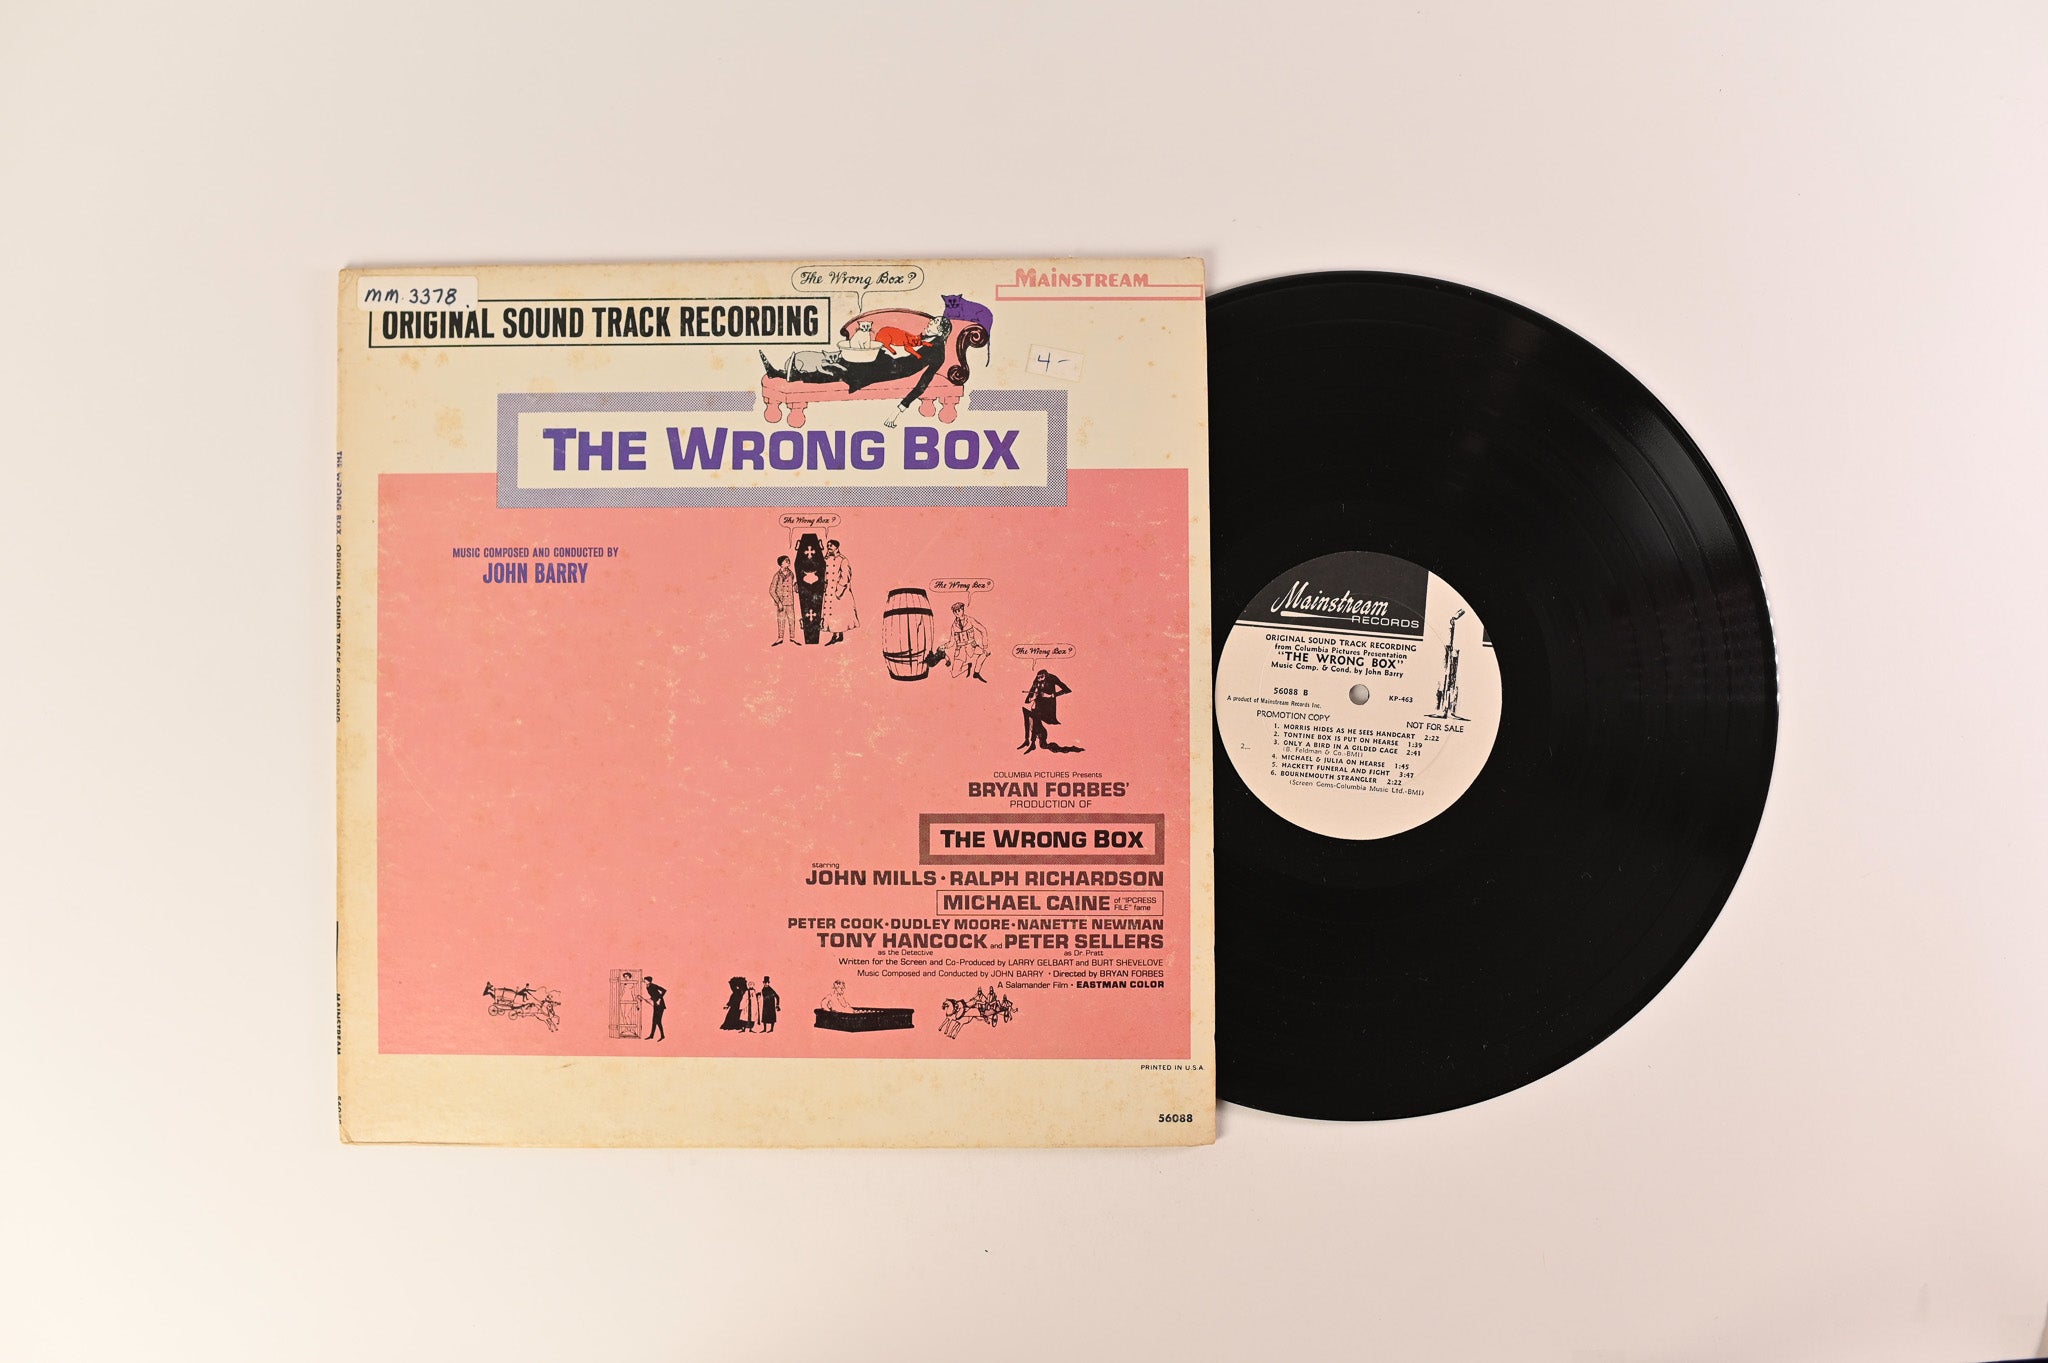 MM.3378.
ORIGINAL SOUND TRACK RECORDING
The Wrong Box?
MAINSTREAM
4-
THE WRONG BOX
MUSIC COMPOSED AND CONDUCTED BY
JOHN BARRY
The Wrong Box?
The Wrong Box?
The Wrong Box?
COLUMBIA PICTURES Presents
BRYAN FORBES'
PRODUCTION OF
THE WRONG BOX
starring
JOHN MILLS • RALPH RICHARDSON
MICHAEL CAINE of "IPCRESS
FILE" fame
PETER COOK • DUDLEY MOORE • NANETTE NEWMAN
TONY HANCOCK and PETER SELLERS
as the Detective as Dr. Pratt
Written for the Screen and Co-Produced by LARRY GELBART and BURT SHEVELOVE
Music Composed and Conducted by JOHN BARRY • Directed by BRYAN FORBES
A Salamander Film • EASTMAN COLOR
PRINTED IN U.S.A.
56088
THE WRONG BOX ORIGINAL SOUND TRACK RECORDING
MAINSTREAM
Mainstream
RECORDS
ORIGINAL SOUND TRACK RECORDING
from Columbia Pictures Presentation
"THE WRONG BOX"
Music Comp. & Cond. by John Barry
56088 B
KP-463
A product of Mainstream Records Inc.
PROMOTION COPY
NOT FOR SALE
1. MORRIS HIDES AS HE SEES HANDCART 2:22
2. TONTINE BOX IS PUT ON HEARSE 1:39
3. ONLY A BIRD IN A GILDED CAGE 2:41
(B. Feldman & Co.-BMI)
4. MICHAEL & JULIA ON HEARSE 1:45
5. HACKETT FUNERAL AND FIGHT 3:47
6. BOURNEMOUTH STRANGLER 2:22
(Screen Gems-Columbia Music Ltd.-BMI)
2...